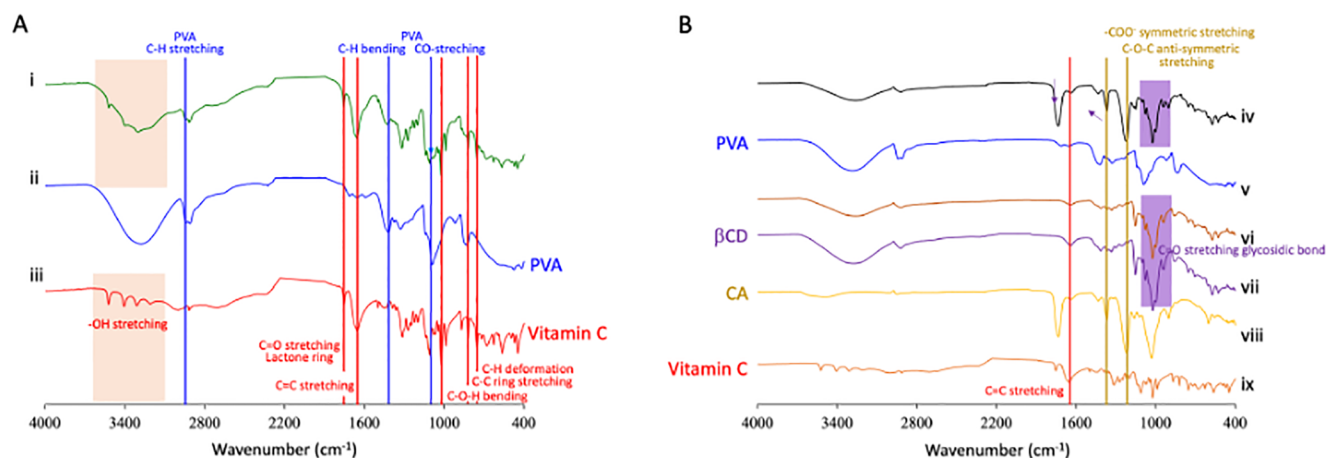 A
PVA
C-H stretching
C-H bending
PVA
CO-streching
i
ii
PVA
iii
-OH stretching
Vitamin C
C=O stretching
Lactone ring
C=C stretching
C-H deformation
C-C ring stretching
C-O-H bending
4000 3400 2800 2200 1600 1000 400
Wavenumber (cm-1)
B
-COO- symmetric stretching
C-O-C anti-symmetric
stretching
iv
PVA
v
vi
βCD
C=O stretching glycosidic bond
vii
CA
viii
Vitamin C
C=C stretching
ix
4000 3400 2800 2200 1600 1000 400
Wavenumber (cm-1)